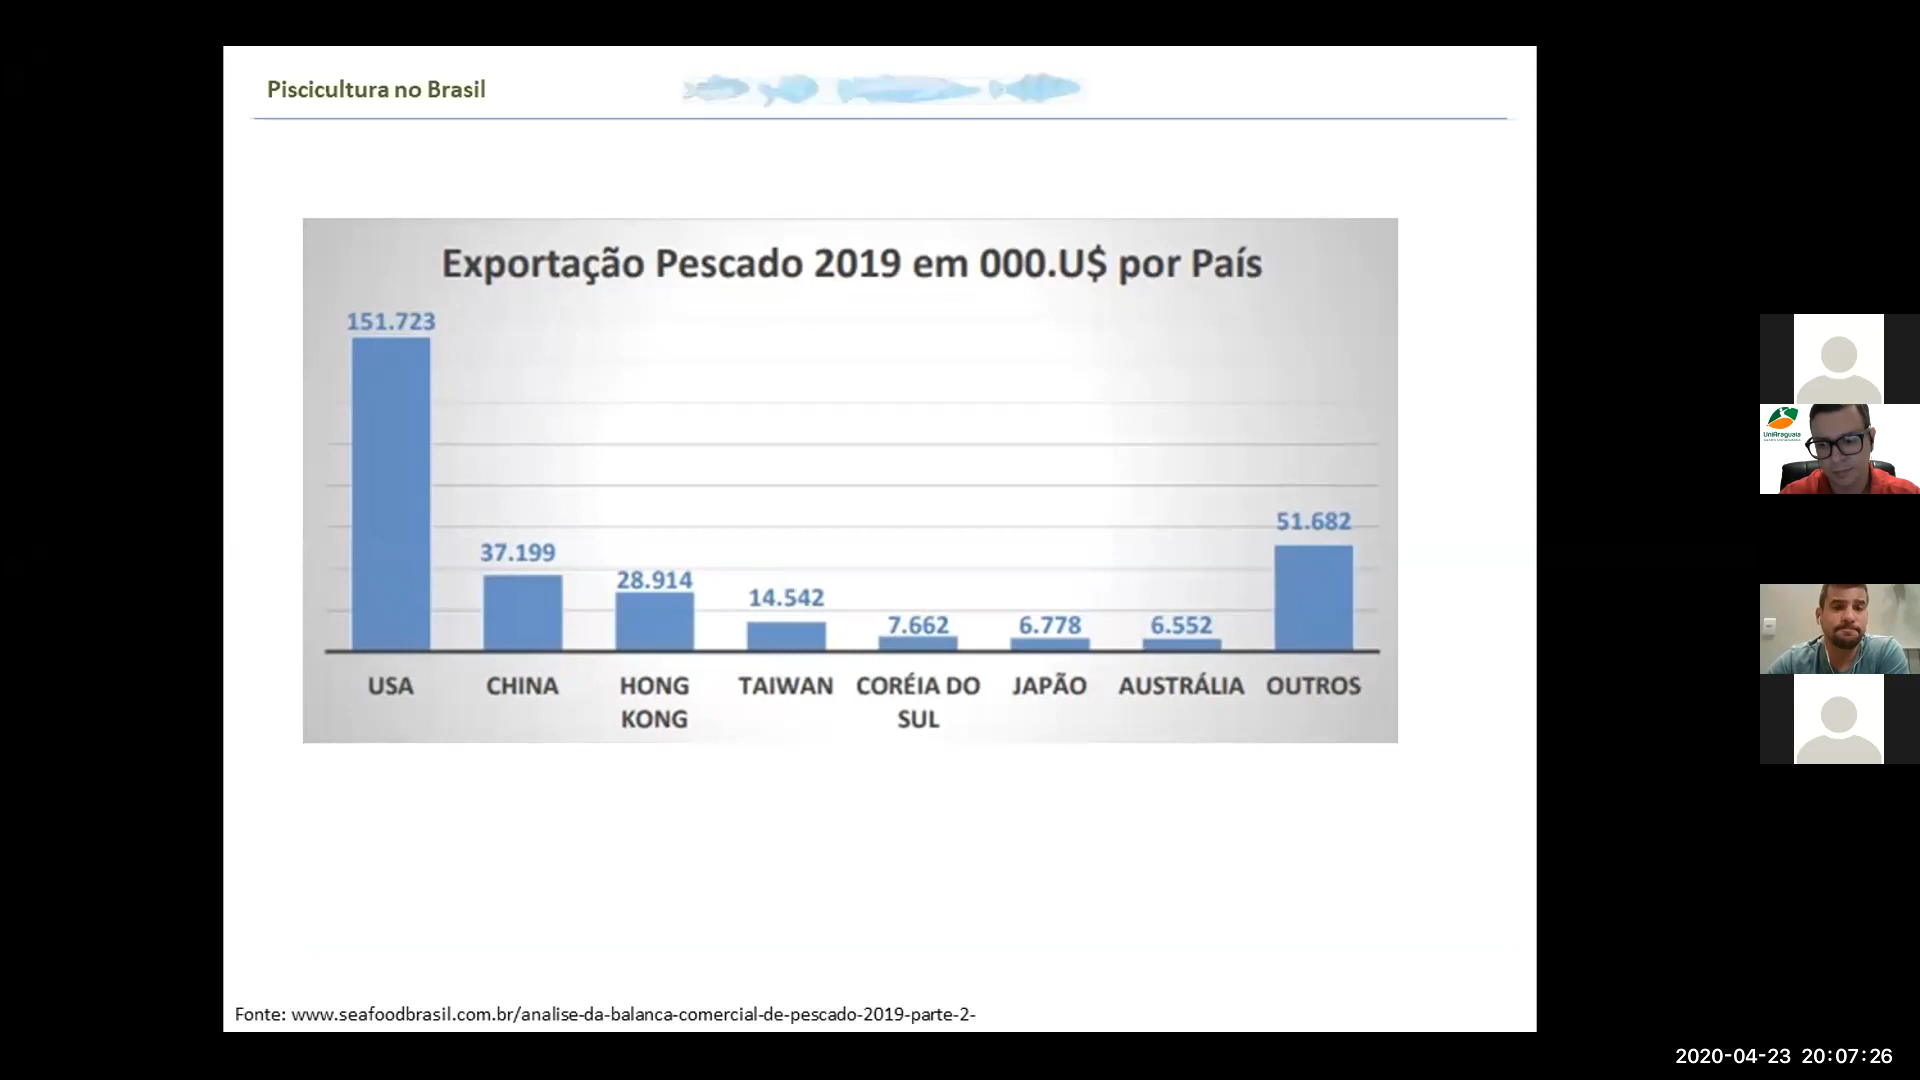 Piscicultura no Brasil
Exportação Pescado 2019 em 000.U$ por País
151.723
37.199
28.914
14.542
7.662
6.778
6.552
51.682
USA
CHINA
HONG
KONG
TAIWAN
CORÉIA DO
SUL
JAPÃO
AUSTRÁLIA
OUTROS
Fonte: www.seafoodbrasil.com.br/analise-da-balanca-comercial-de-pescado-2019-parte-2-
UniAraguaia
2020-04-23 20:07:26